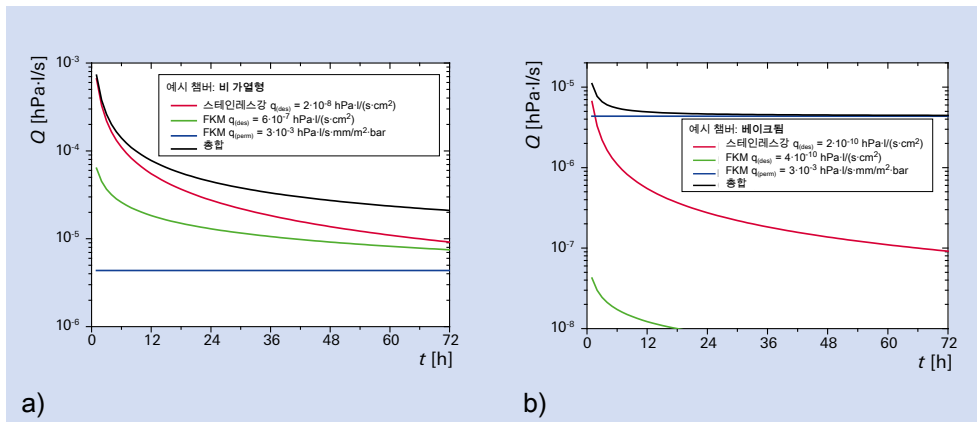 10⁻³
10⁻⁴
10⁻⁵
10⁻⁶
Q [hPa·l/s]
예시 챔버: 비 가열형
스테인레스강 q(des) = 2·10⁻⁸ hPa·l/(s·cm²)
FKM q(des) = 6·10⁻⁷ hPa·l/(s·cm²)
FKM q(perm) = 3·10⁻³ hPa·l/s·mm/m²·bar
총합
0 12 24 36 48 60 72
t [h]
a)
10⁻⁵
10⁻⁶
10⁻⁷
10⁻⁸
Q [hPa·l/s]
예시 챔버: 베이크됨
스테인레스강 q(des) = 2·10⁻¹⁰ hPa·l/(s·cm²)
FKM q(des) = 4·10⁻¹⁰ hPa·l/(s·cm²)
FKM q(perm) = 3·10⁻³ hPa·l/s·mm/m²·bar
총합
0 12 24 36 48 60 72
t [h]
b)